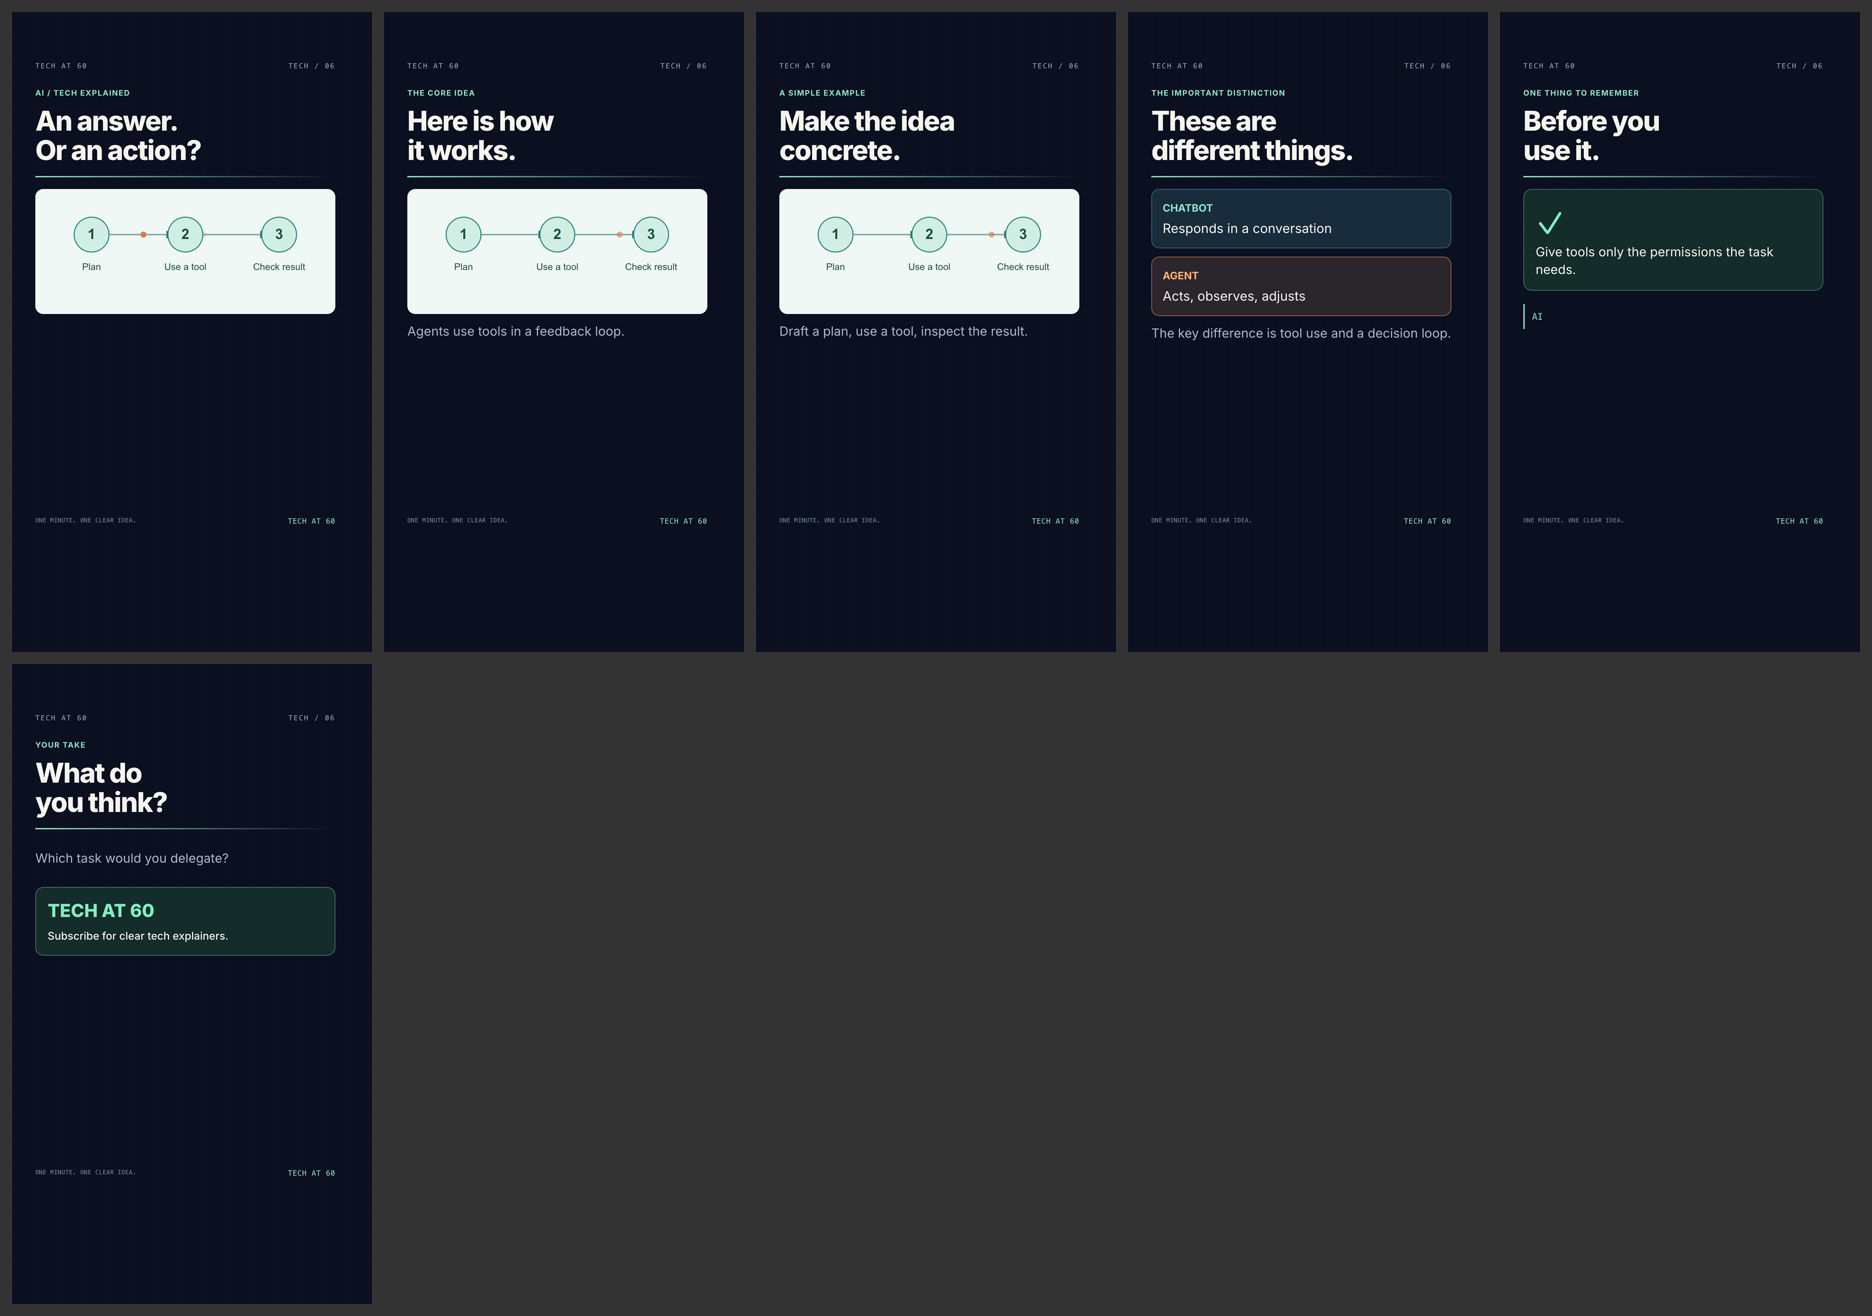 TECH AT 60
TECH / 06
AI / TECH EXPLAINED
An answer.
Or an action?
1
2
3
Plan
Use a tool
Check result
ONE MINUTE. ONE CLEAR IDEA.
TECH AT 60
TECH AT 60
TECH / 06
THE CORE IDEA
Here is how
it works.
1
2
3
Plan
Use a tool
Check result
Agents use tools in a feedback loop.
ONE MINUTE. ONE CLEAR IDEA.
TECH AT 60
TECH AT 60
TECH / 06
A SIMPLE EXAMPLE
Make the idea
concrete.
1
2
3
Plan
Use a tool
Check result
Draft a plan, use a tool, inspect the result.
ONE MINUTE. ONE CLEAR IDEA.
TECH AT 60
TECH AT 60
TECH / 06
THE IMPORTANT DISTINCTION
These are
different things.
CHATBOT
Responds in a conversation
AGENT
Acts, observes, adjusts
The key difference is tool use and a decision loop.
ONE MINUTE. ONE CLEAR IDEA.
TECH AT 60
TECH AT 60
TECH / 06
ONE THING TO REMEMBER
Before you
use it.
Give tools only the permissions the task
needs.
AI
ONE MINUTE. ONE CLEAR IDEA.
TECH AT 60
TECH AT 60
TECH / 06
YOUR TAKE
What do
you think?
Which task would you delegate?
TECH AT 60
Subscribe for clear tech explainers.
ONE MINUTE. ONE CLEAR IDEA.
TECH AT 60